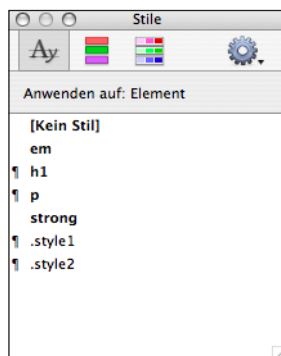 Stile
Ay
Anwenden auf: Element
[Kein Stil]
em
¶ h1
¶ p
strong
¶ .style1
¶ .style2